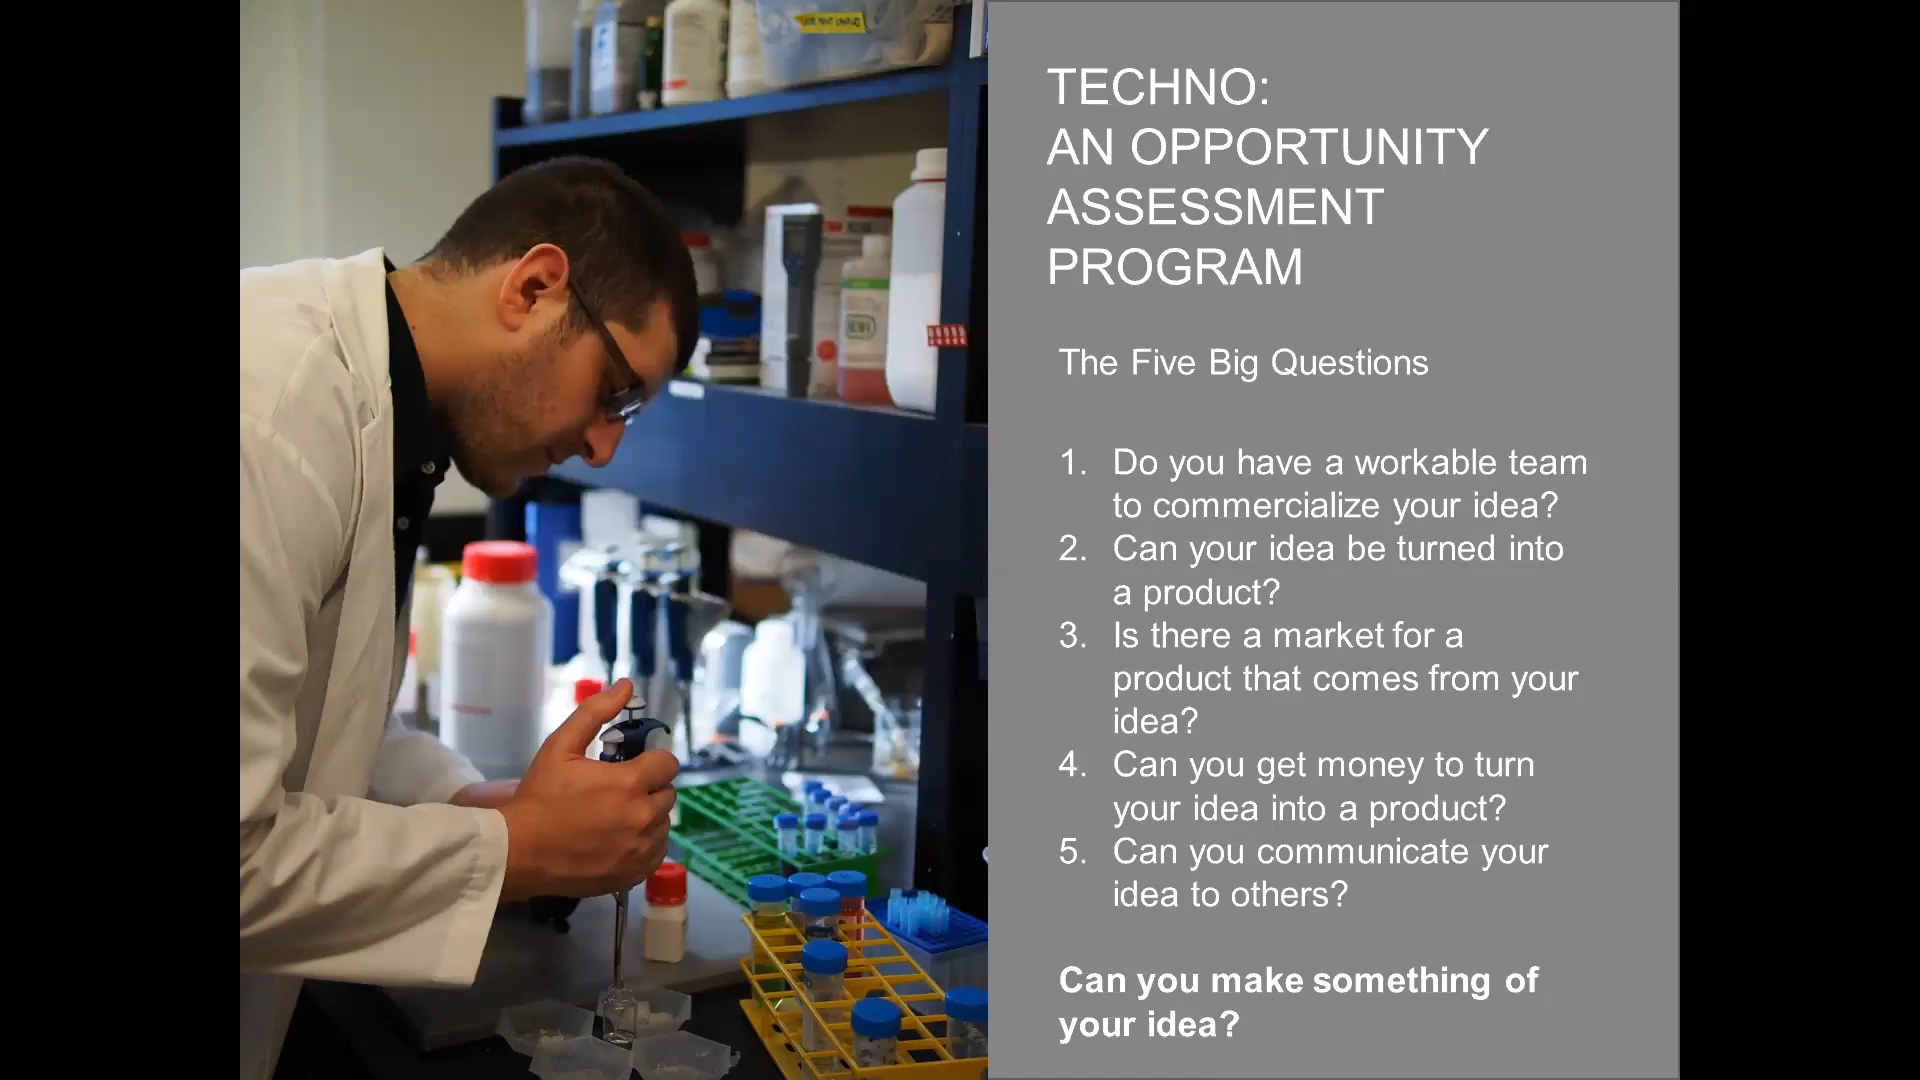 TECHNO:
AN OPPORTUNITY
ASSESSMENT
PROGRAM
The Five Big Questions
1. Do you have a workable team
to commercialize your idea?
2. Can your idea be turned into
a product?
3. Is there a market for a
product that comes from your
idea?
4. Can you get money to turn
your idea into a product?
5. Can you communicate your
idea to others?
Can you make something of
your idea?